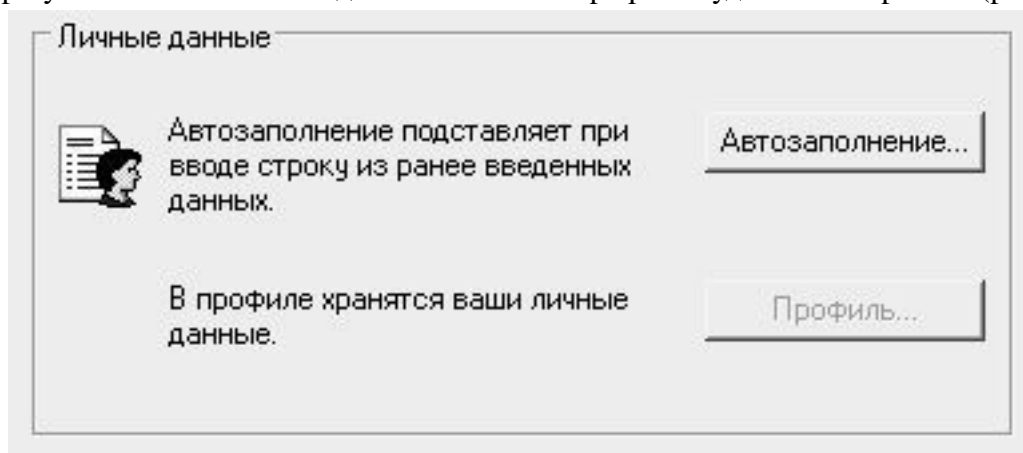 Личные данные
Автозаполнение подставляет при
вводе строку из ранее введенных
данных.
Автозаполнение...
В профиле хранятся ваши личные
данные.
Профиль...